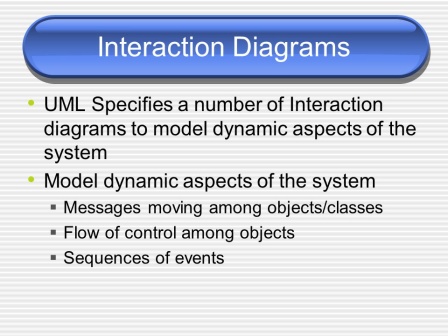 Interaction Diagrams
• UML Specifies a number of Interaction
diagrams to model dynamic aspects of the
system
• Model dynamic aspects of the system
▪ Messages moving among objects/classes
▪ Flow of control among objects
▪ Sequences of events